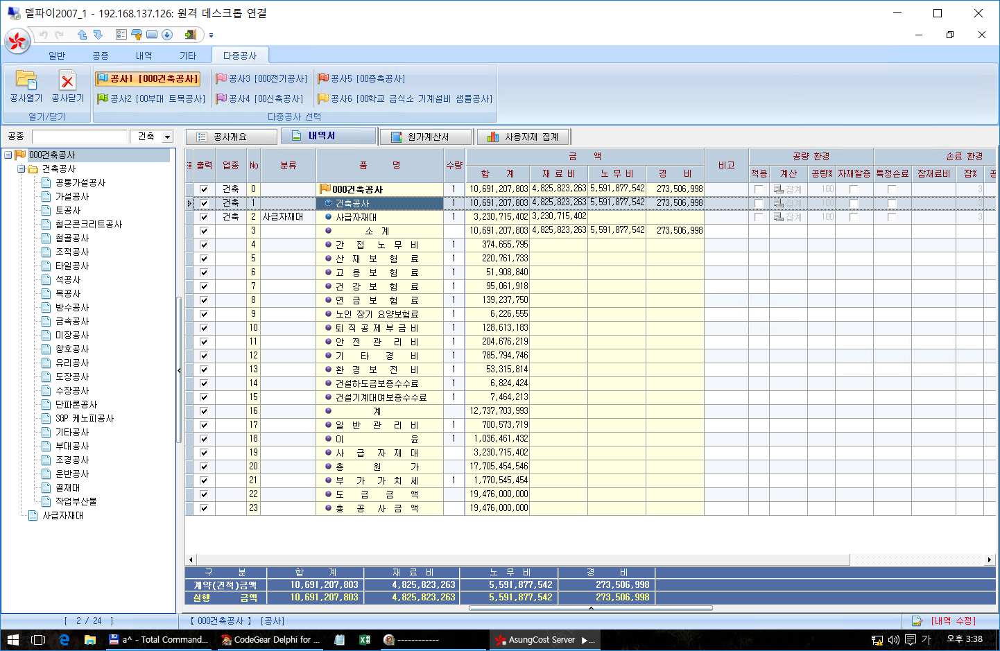 델파이2007_1 - 192.168.137.126: 원격 데스크톱 연결
일반 공종 내역 기타 다중공사
공사열기 공사닫기
열기/닫기
공사1 [000건축공사] 공사3 [000전기공사] 공사5 [00증축공사]
공사2 [00부대 토목공사] 공사4 [00신축공사] 공사6 [00학교 급식소 기계설비 샘플공사]
다중공사 선택
공종 건축
000건축공사
건축공사
공통가설공사
가설공사
토공사
철근콘크리트공사
철골공사
조적공사
타일공사
석공사
목공사
방수공사
금속공사
미장공사
창호공사
유리공사
도장공사
수장공사
단파론공사
SGP 케노피공사
기타공사
부대공사
조경공사
운반공사
골재대
작업부산물
사급자재대
공사개요 내역서 원가계산서 사용자재 집계
출력 업종 No 분류 품 명 수량 금 액 비고 공량 환경 손료 환경
합 계 재 료 비 노 무 비 경 비 적용 계산 공량% 자재할증 특정손료 잡재료비 잡%
건축 0 000건축공사 1 10,691,207,803 4,825,823,263 5,591,877,542 273,506,998 집계 100 3
건축 1 건축공사 1 10,691,207,803 4,825,823,263 5,591,877,542 273,506,998 집계 100 3
건축 2 사급자재대 사급자재대 1 3,230,715,402 3,230,715,402 집계 100 3
3 소 계 10,691,207,803 4,825,823,263 5,591,877,542 273,506,998
4 간 접 노 무 비 1 374,655,795
5 산 재 보 험 료 1 220,761,733
6 고 용 보 험 료 1 51,908,840
7 건 강 보 험 료 1 95,061,918
8 연 금 보 험 료 1 139,237,750
9 노인 장기 요양보험료 1 6,226,555
10 퇴 직 공 제 부 금 비 1 128,613,183
11 안 전 관 리 비 1 204,676,219
12 기 타 경 비 1 785,794,746
13 환 경 보 전 비 1 53,315,814
14 건설하도급보증수수료 1 6,824,424
15 건설기계대여보증수수료 1 7,464,213
16 계 12,737,703,993
17 일 반 관 리 비 1 700,573,719
18 이 윤 1 1,036,461,432
19 사 급 자 재 대 3,230,715,402
20 총 원 가 17,705,454,546
21 부 가 가 치 세 1 1,770,545,454
22 도 급 금 액 19,476,000,000
23 총 공 사 금 액 19,476,000,000
구 분 합 계 재 료 비 노 무 비 경 비
계약(견적)금액 10,691,207,803 4,825,823,263 5,591,877,542 273,506,998
실행 금액 10,691,207,803 4,825,823,263 5,591,877,542 273,506,998
[ 2 / 24 ] 【 000건축공사 】 [공사] [내역 수정]
a^ - Total Command... CodeGear Delphi for ... ------------ AsungCost Server ▶... 가 오후 3:38